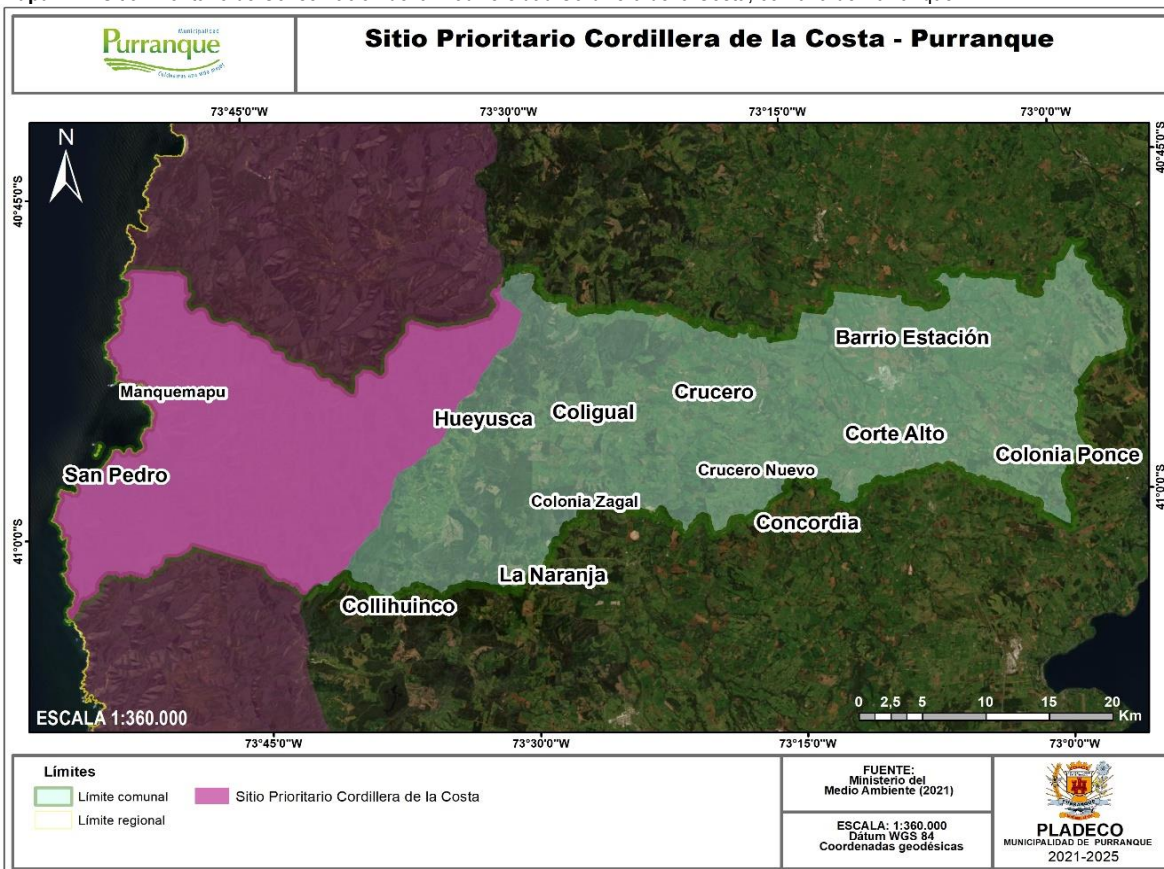 Municipalidad
Purranque
Sitio Prioritario Cordillera de la Costa - Purranque
73°45'0"W
73°30'0"W
73°15'0"W
73°0'0"W
N
40°45'0"S
40°45'0"S
Barrio Estación
Manquemapu
Crucero
Coligual
Hueyusca
Corte Alto
Colonia Ponce
San Pedro
Crucero Nuevo
Colonia Zagal
41°0'0"S
Concordia
41°0'0"S
La Naranja
Collihuinco
0 2,5 5 10 15 20
Km
ESCALA 1:360.000
73°45'0"W
73°30'0"W
73°15'0"W
73°0'0"W
Límites
Límite comunal
Sitio Prioritario Cordillera de la Costa
Límite regional
FUENTE:
Ministerio del
Medio Ambiente (2021)
ESCALA: 1:360.000
Dátum WGS 84
Coordenadas geodésicas
PURRANQUE
PLADECO
MUNICIPALIDAD DE PURRANQUE
2021-2025